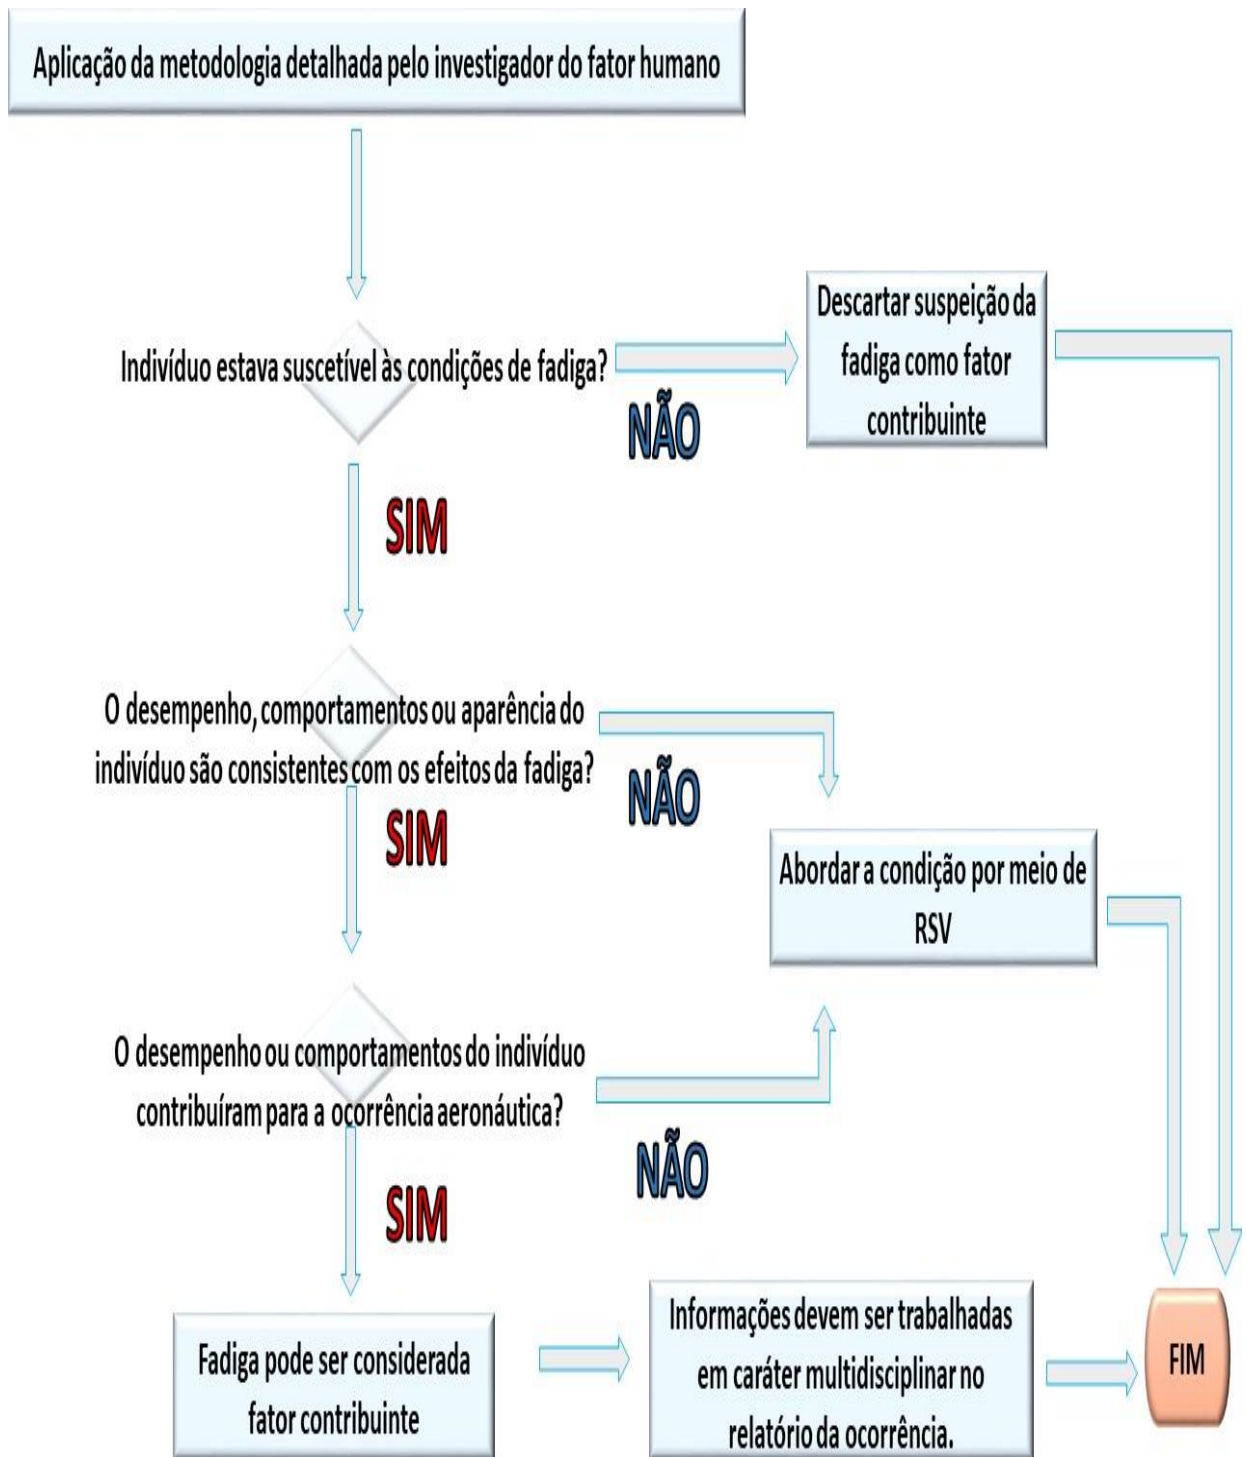 Aplicação da metodologia detalhada pelo investigador do fator humano
Indivíduo estava suscetível às condições de fadiga?
NÃO
Descartar suspeição da
fadiga como fator
contribuinte
SIM
O desempenho, comportamentos ou aparência do
indivíduo são consistentes com os efeitos da fadiga?
NÃO
SIM
Abordar a condição por meio de
RSV
O desempenho ou comportamentos do indivíduo
contribuíram para a ocorrência aeronáutica?
NÃO
SIM
Fadiga pode ser considerada
fator contribuinte
Informações devem ser trabalhadas
em caráter multidisciplinar no
relatório da ocorrência.
FIM